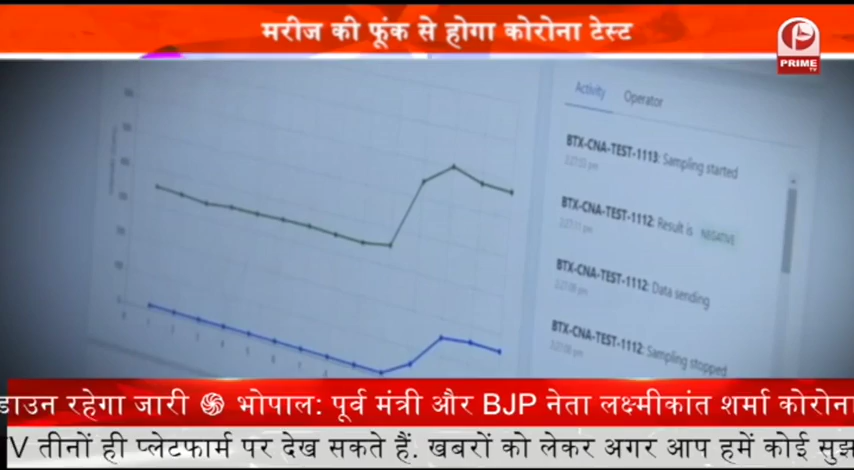 मरीज की फूंक से होगा कोरोना टेस्ट
PRIME
TV
Activity Operator
BTX-CNA-TEST-1113: Sampling started
BTX-CNA-TEST-1112: Result is NEGATIVE
BTX-CNA-TEST-1112: Data sending
BTX-CNA-TEST-1112: Sampling stopped
डाउन रहेगा जारी भोपाल: पूर्व मंत्री और BJP नेता लक्ष्मीकांत शर्मा कोरोना
V तीनों ही प्लेटफार्म पर देख सकते हैं. खबरों को लेकर अगर आप हमें कोई सुझ